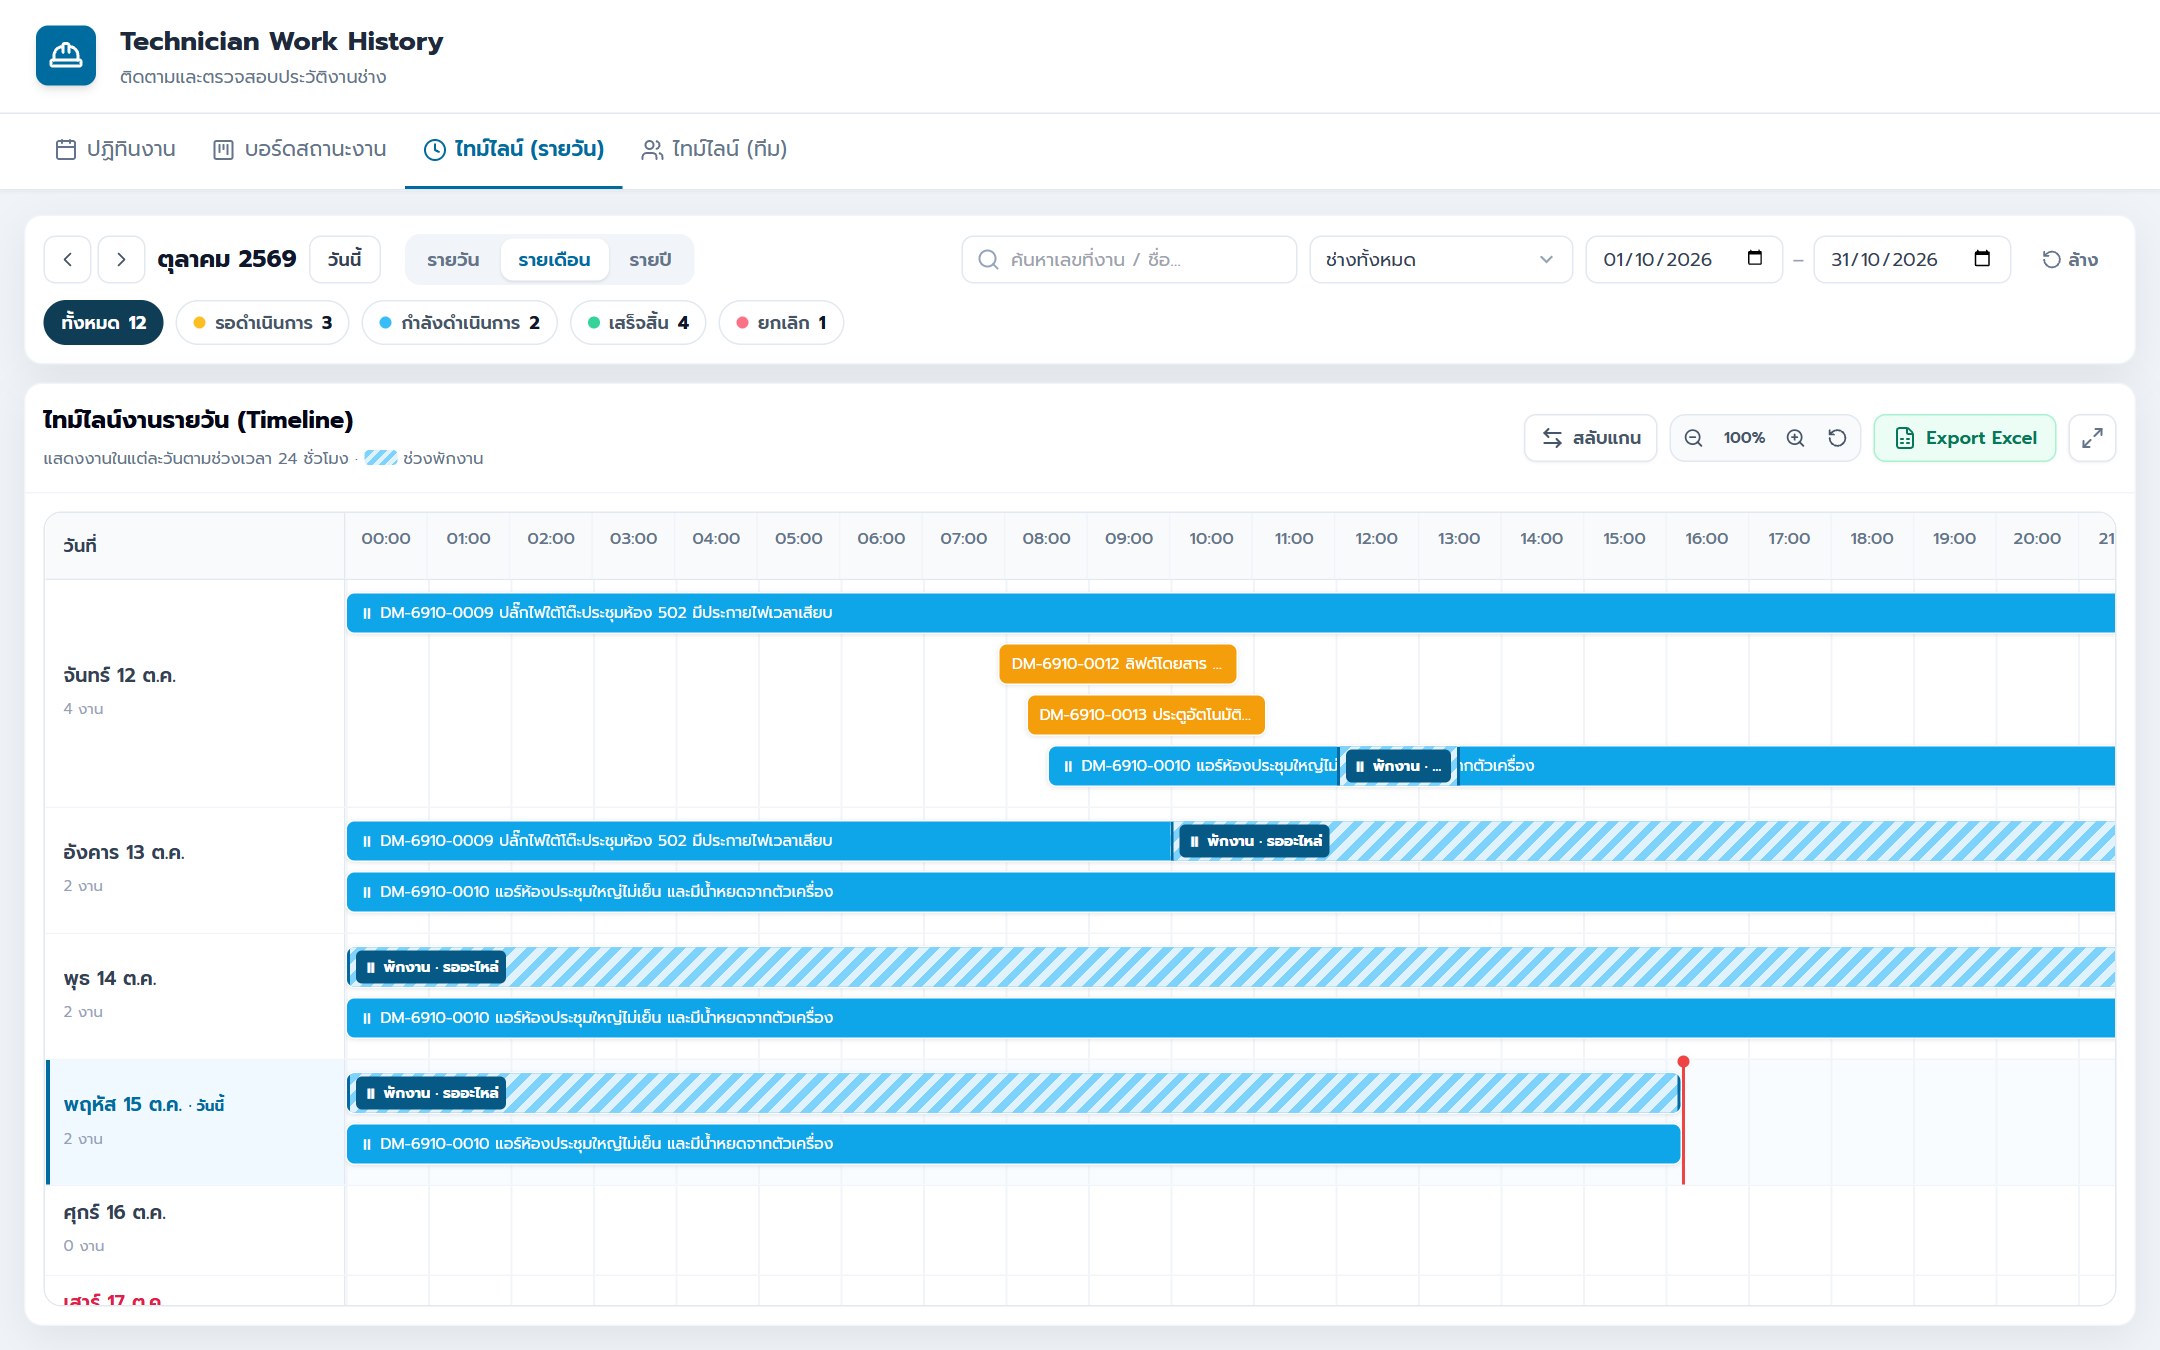 Technician Work History
ติดตามและตรวจสอบประวัติงานช่าง
ปฏิทินงาน บอร์ดสถานะงาน ไทม์ไลน์ (รายวัน) ไทม์ไลน์ (ทีม)
ตุลาคม 2569 วันนี้ รายวัน รายเดือน รายปี ค้นหาเลขที่งาน / ชื่อ... ช่างทั้งหมด 01/10/2026 – 31/10/2026 ล้าง
ทั้งหมด 12 รอดำเนินการ 3 กำลังดำเนินการ 2 เสร็จสิ้น 4 ยกเลิก 1
ไทม์ไลน์งานรายวัน (Timeline)
แสดงงานในแต่ละวันตามช่วงเวลา 24 ชั่วโมง · ช่วงพักงาน
สลับแกน 100% Export Excel
วันที่ 00:00 01:00 02:00 03:00 04:00 05:00 06:00 07:00 08:00 09:00 10:00 11:00 12:00 13:00 14:00 15:00 16:00 17:00 18:00 19:00 20:00 21
จันทร์ 12 ต.ค.
4 งาน
DM-6910-0009 ปลั๊กไฟใต้โต๊ะประชุมห้อง 502 มีประกายไฟเวลาเสียบ
DM-6910-0012 ลิฟต์โดยสาร ...
DM-6910-0013 ประตูอัตโนมัติ...
DM-6910-0010 แอร์ห้องประชุมใหญ่ไม่ พักงาน · ... ากตัวเครื่อง
อังคาร 13 ต.ค.
2 งาน
DM-6910-0009 ปลั๊กไฟใต้โต๊ะประชุมห้อง 502 มีประกายไฟเวลาเสียบ พักงาน · รออะไหล่
DM-6910-0010 แอร์ห้องประชุมใหญ่ไม่เย็น และมีน้ำหยดจากตัวเครื่อง
พุธ 14 ต.ค.
2 งาน
พักงาน · รออะไหล่
DM-6910-0010 แอร์ห้องประชุมใหญ่ไม่เย็น และมีน้ำหยดจากตัวเครื่อง
พฤหัส 15 ต.ค. · วันนี้
2 งาน
พักงาน · รออะไหล่
DM-6910-0010 แอร์ห้องประชุมใหญ่ไม่เย็น และมีน้ำหยดจากตัวเครื่อง
ศุกร์ 16 ต.ค.
0 งาน
เสาร์ 17 ต.ค.